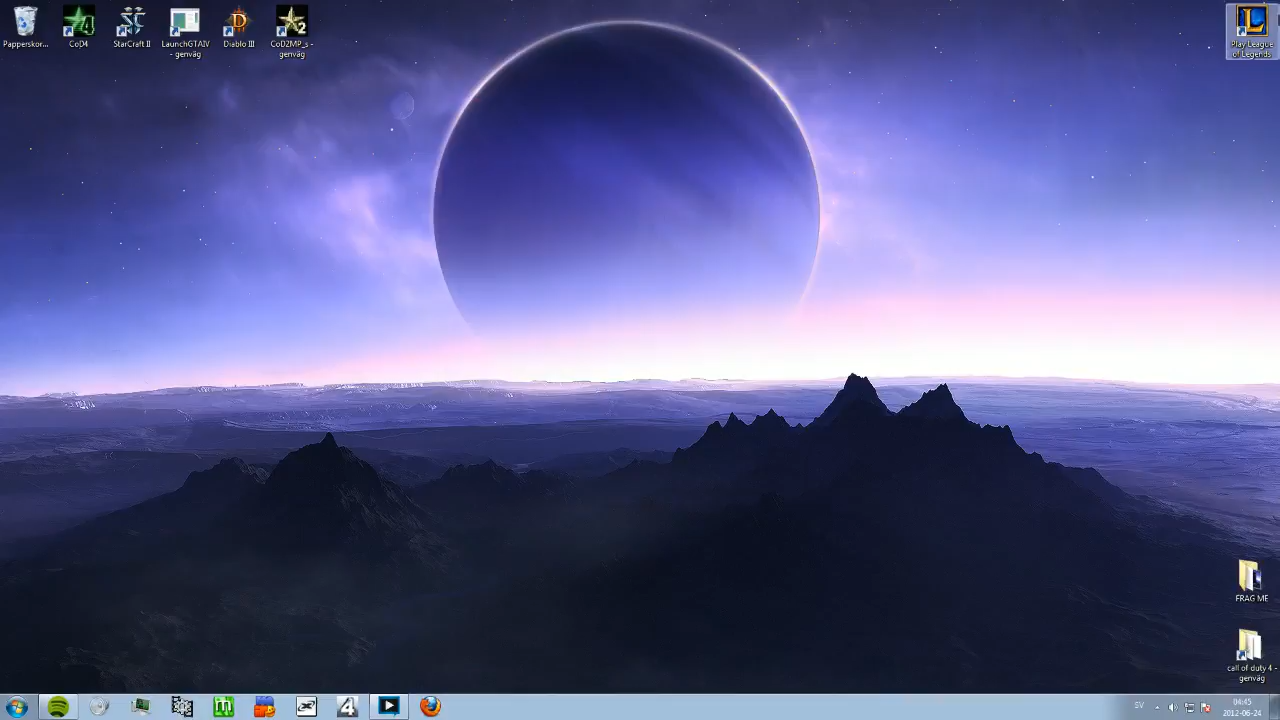 Papperskor...
CoD4
StarCraft II
LaunchGTAIV
- genväg
Diablo III
CoD2MP_s -
genväg
Play League
of Legends
FRAG ME
call of duty 4 -
genväg
SV
04:45
2012-06-24